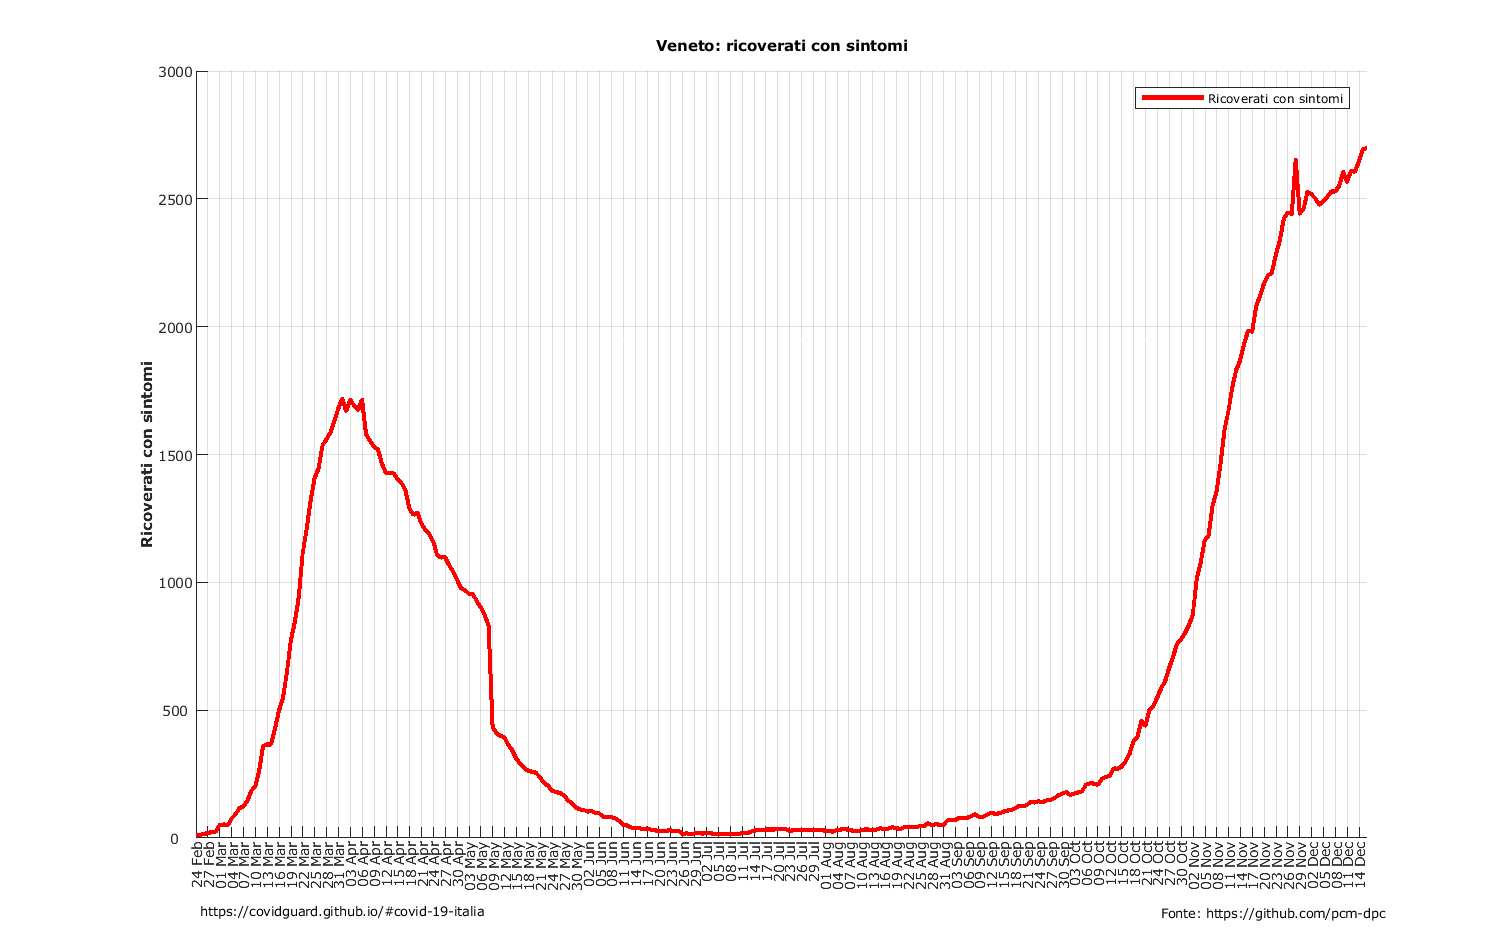 Veneto: ricoverati con sintomi
Ricoverati con sintomi
Ricoverati con sintomi
3000
2500
2000
1500
1000
500
0
24 Feb
27 Feb
01 Mar
04 Mar
07 Mar
10 Mar
13 Mar
16 Mar
19 Mar
22 Mar
25 Mar
28 Mar
31 Mar
03 Apr
06 Apr
09 Apr
12 Apr
15 Apr
18 Apr
21 Apr
24 Apr
27 Apr
30 Apr
03 May
06 May
09 May
12 May
15 May
18 May
21 May
24 May
27 May
30 May
02 Jun
05 Jun
08 Jun
11 Jun
14 Jun
17 Jun
20 Jun
23 Jun
26 Jun
29 Jun
02 Jul
05 Jul
08 Jul
11 Jul
14 Jul
17 Jul
20 Jul
23 Jul
26 Jul
29 Jul
01 Aug
04 Aug
07 Aug
10 Aug
13 Aug
16 Aug
19 Aug
22 Aug
25 Aug
28 Aug
31 Aug
03 Sep
06 Sep
09 Sep
12 Sep
15 Sep
18 Sep
21 Sep
24 Sep
27 Sep
30 Sep
03 Oct
06 Oct
09 Oct
12 Oct
15 Oct
18 Oct
21 Oct
24 Oct
27 Oct
30 Oct
02 Nov
05 Nov
08 Nov
11 Nov
14 Nov
17 Nov
20 Nov
23 Nov
26 Nov
29 Nov
02 Dec
05 Dec
08 Dec
11 Dec
14 Dec
https://covidguard.github.io/#covid-19-italia
Fonte: https://github.com/pcm-dpc